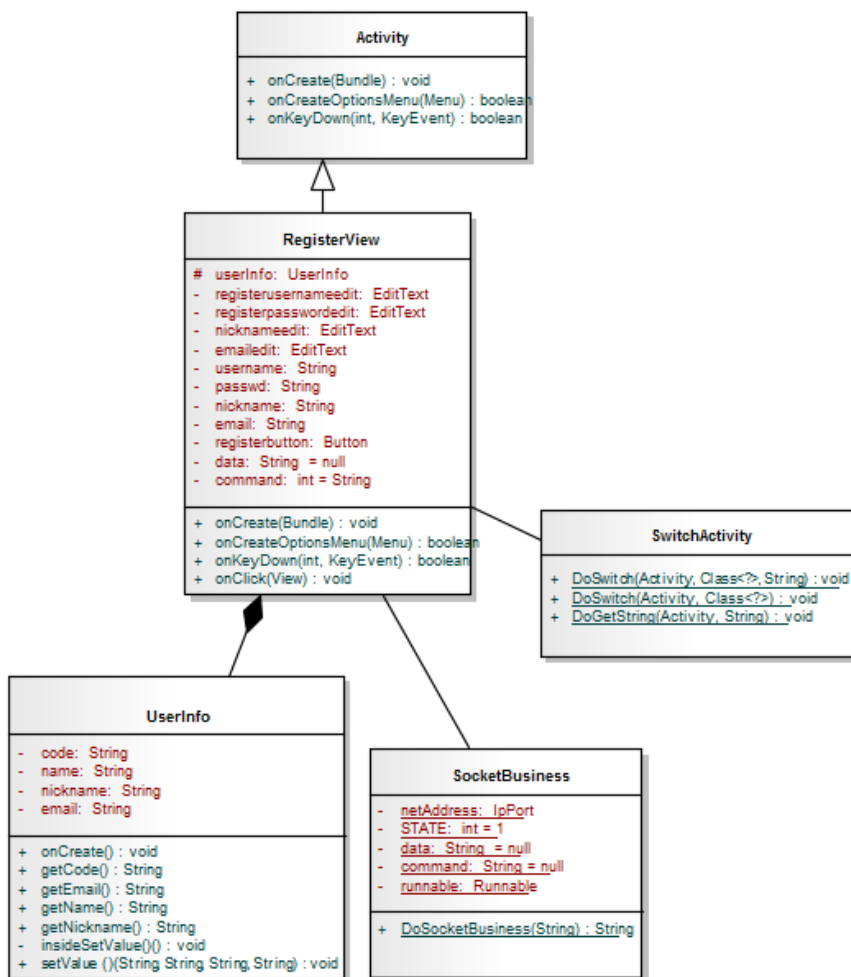 Activity
+ onCreate(Bundle) : void
+ onCreateOptionsMenu(Menu) : boolean
+ onKeyDown(int, KeyEvent) : boolean
RegisterView
# userInfo: UserInfo
- registerusernameedit: EditText
- registerpasswordedit: EditText
- nicknameedit: EditText
- emailedit: EditText
- username: String
- passwd: String
- nickname: String
- email: String
- registerbutton: Button
- data: String = null
- command: int = String
+ onCreate(Bundle) : void
+ onCreateOptionsMenu(Menu) : boolean
+ onKeyDown(int, KeyEvent) : boolean
+ onClick(View) : void
SwitchActivity
+ DoSwitch(Activity, Class<?>, String) : void
+ DoSwitch(Activity, Class<?>) : void
+ DoGetString(Activity, String) : void
UserInfo
- code: String
- name: String
- nickname: String
- email: String
+ onCreate() : void
+ getCode() : String
+ getEmail() : String
+ getName() : String
+ getNickname() : String
- insideSetValue()() : void
+ setValue ()(String, String, String, String) : void
SocketBusiness
- netAddress: IpPort
- STATE: int = 1
- data: String = null
- command: String = null
- runnable: Runnable
+ DoSocketBusiness(String) : String